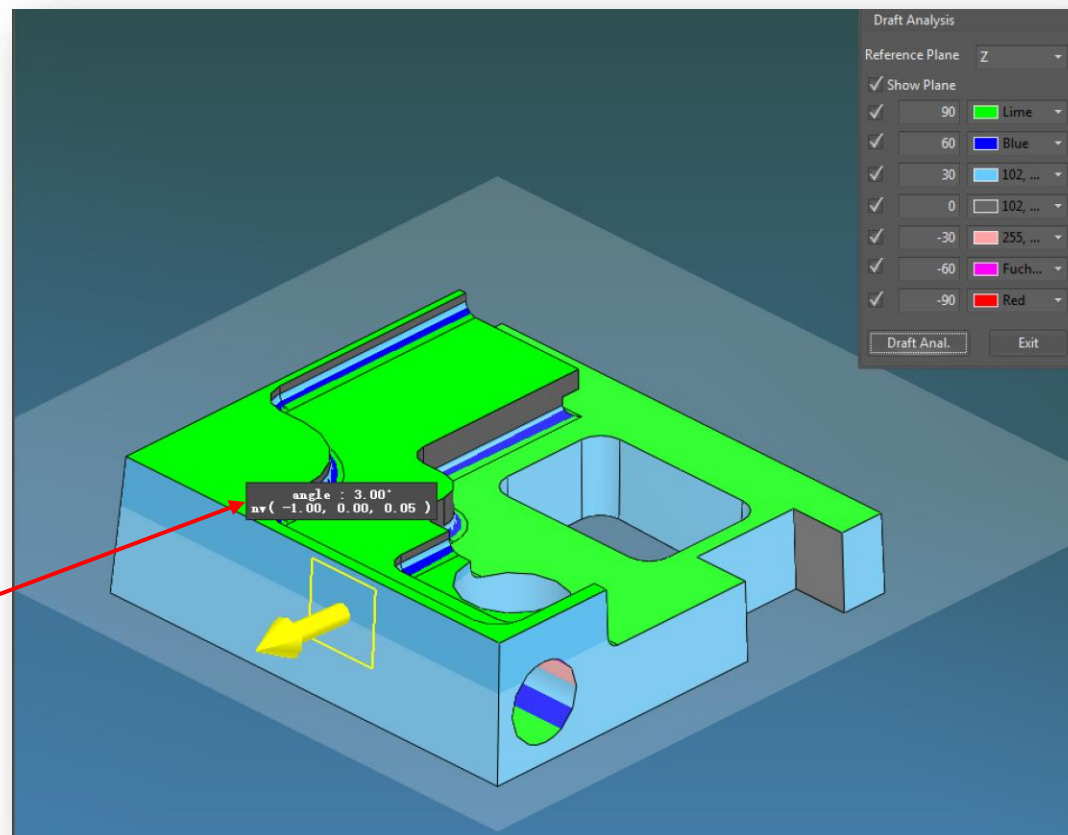 Draft Analysis
Reference Plane Z
Show Plane
90 Lime
60 Blue
30 102, ...
0 102, ...
-30 255, ...
-60 Fuch...
-90 Red
Draft Anal. Exit
angle : 3.00°
nv( -1.00, 0.00, 0.05 )